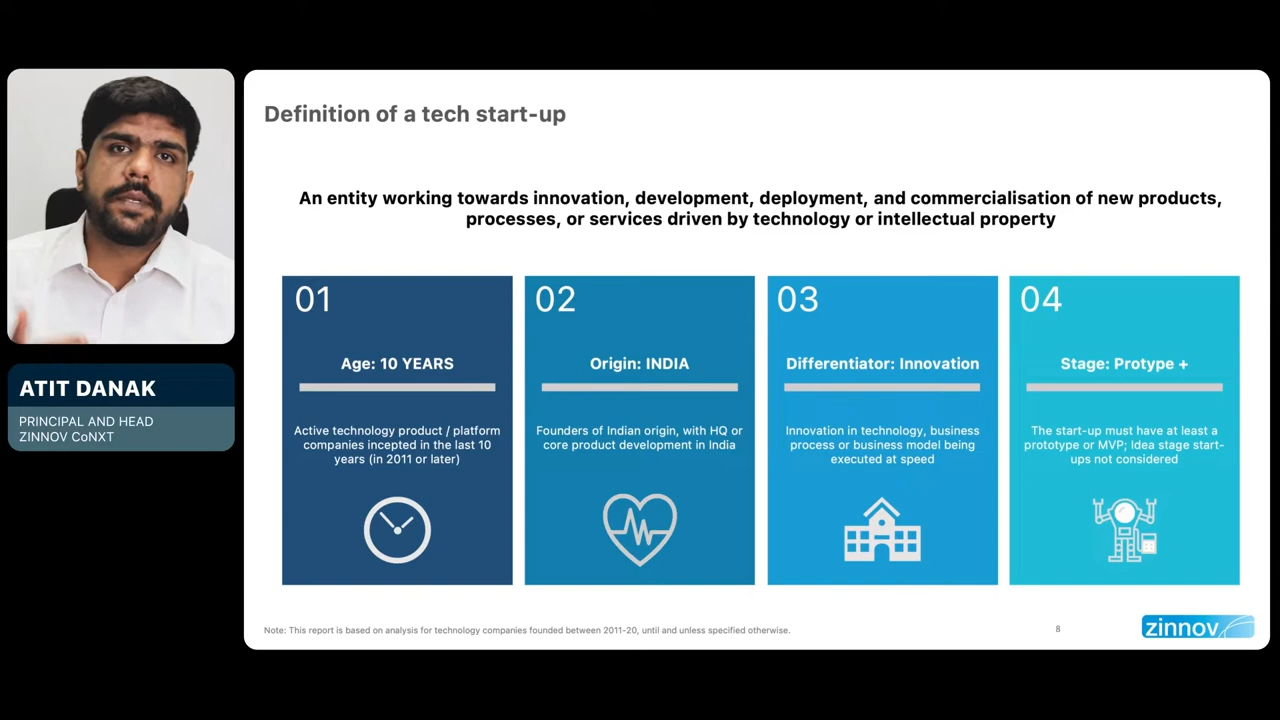 Definition of a tech start-up
An entity working towards innovation, development, deployment, and commercialisation of new products,
processes, or services driven by technology or intellectual property
01
Age: 10 YEARS
Active technology product / platform
companies incepted in the last 10
years (in 2011 or later)
02
Origin: INDIA
Founders of Indian origin, with HQ or
core product development in India
03
Differentiator: Innovation
Innovation in technology, business
process or business model being
executed at speed
04
Stage: Protype +
The start-up must have at least a
prototype or MVP; Idea stage start-
ups not considered
ATIT DANAK
PRINCIPAL AND HEAD
ZINNOV CoNXT
Note: This report is based on analysis for technology companies founded between 2011-20, until and unless specified otherwise.
8
zinnov